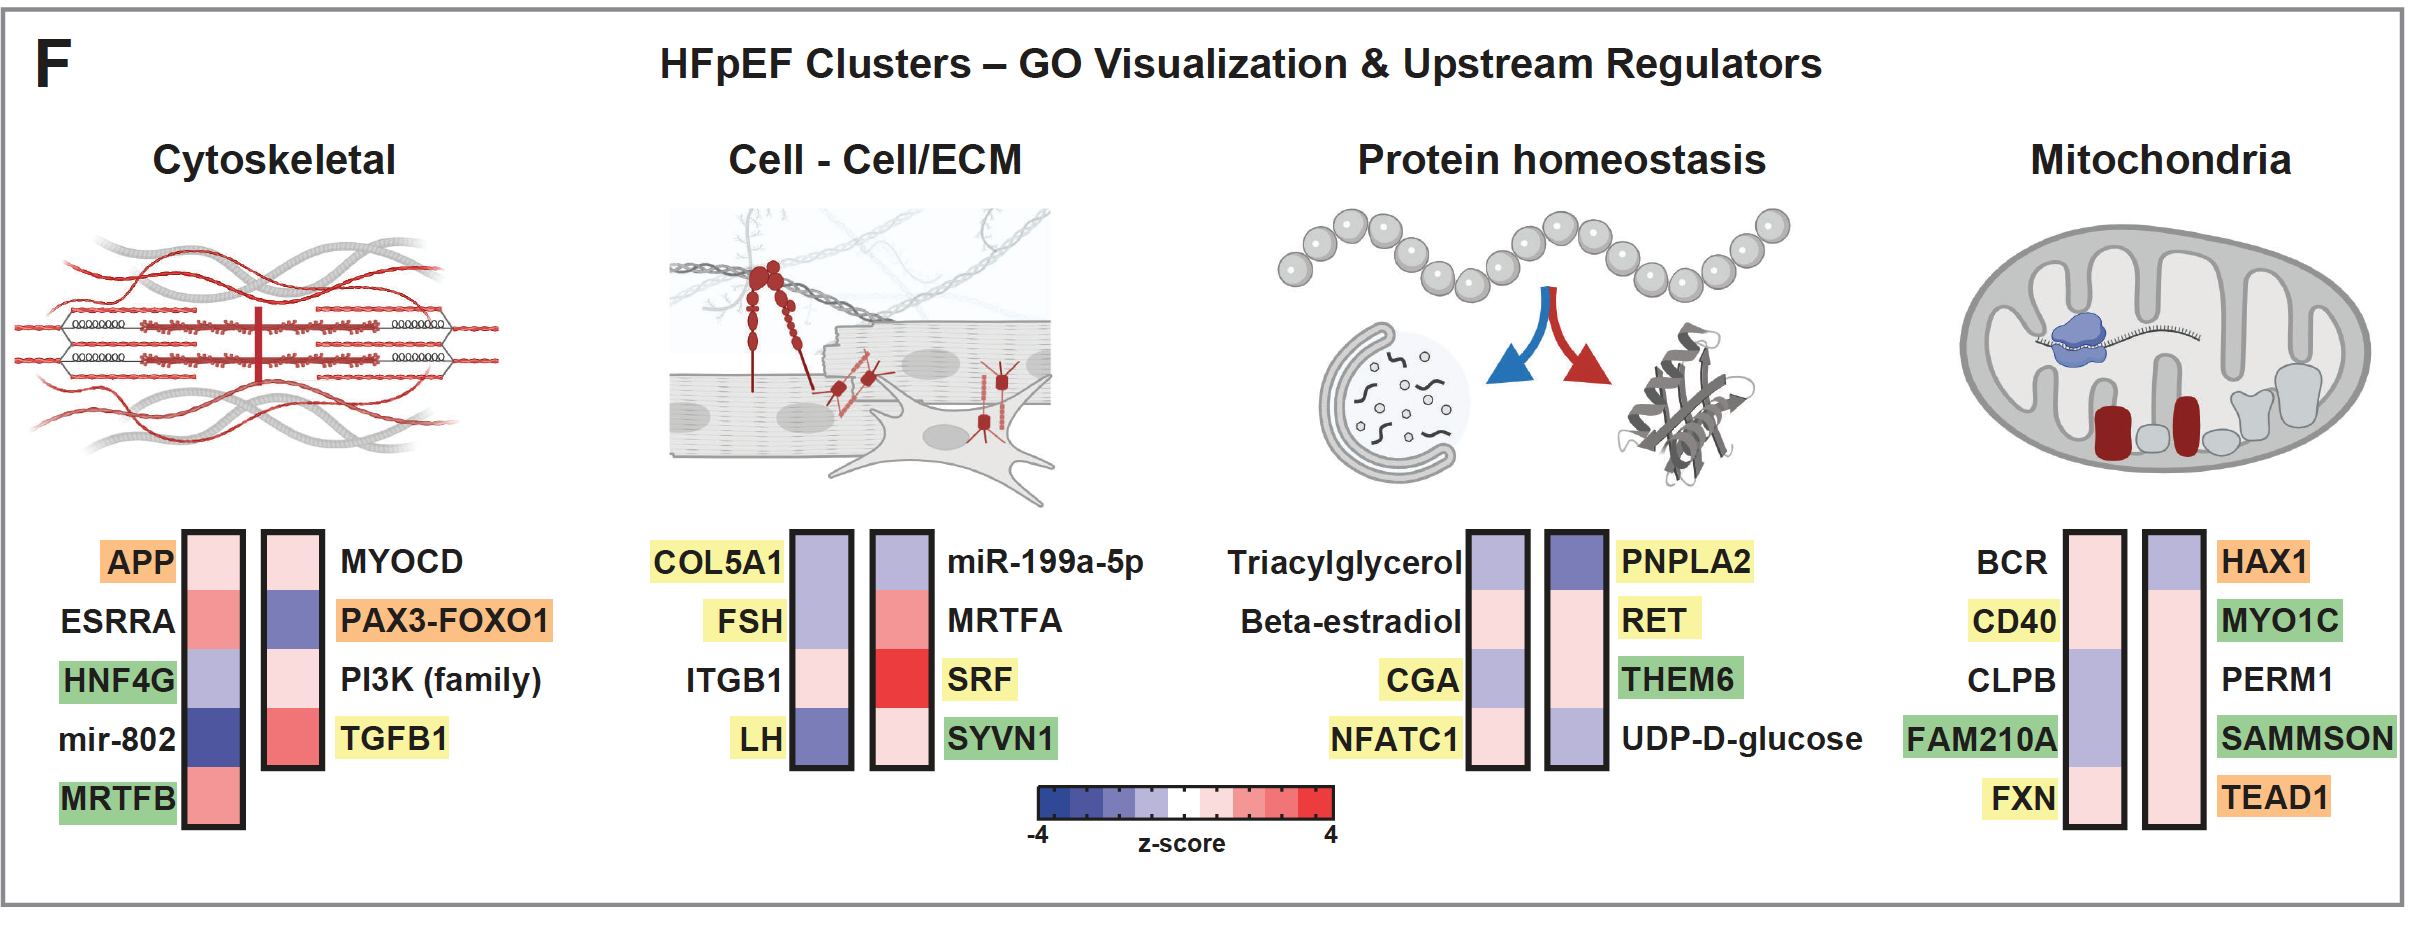 F
HFpEF Clusters – GO Visualization & Upstream Regulators
Cytoskeletal
APP
ESRRA
HNF4G
mir-802
MRTFB
MYOCD
PAX3-FOXO1
PI3K (family)
TGFB1
Cell - Cell/ECM
COL5A1
FSH
ITGB1
LH
miR-199a-5p
MRTFA
SRF
SYVN1
Protein homeostasis
Triacylglycerol
Beta-estradiol
CGA
NFATC1
PNPLA2
RET
THEM6
UDP-D-glucose
Mitochondria
BCR
CD40
CLPB
FAM210A
FXN
HAX1
MYO1C
PERM1
SAMMSON
TEAD1
-4
4
z-score